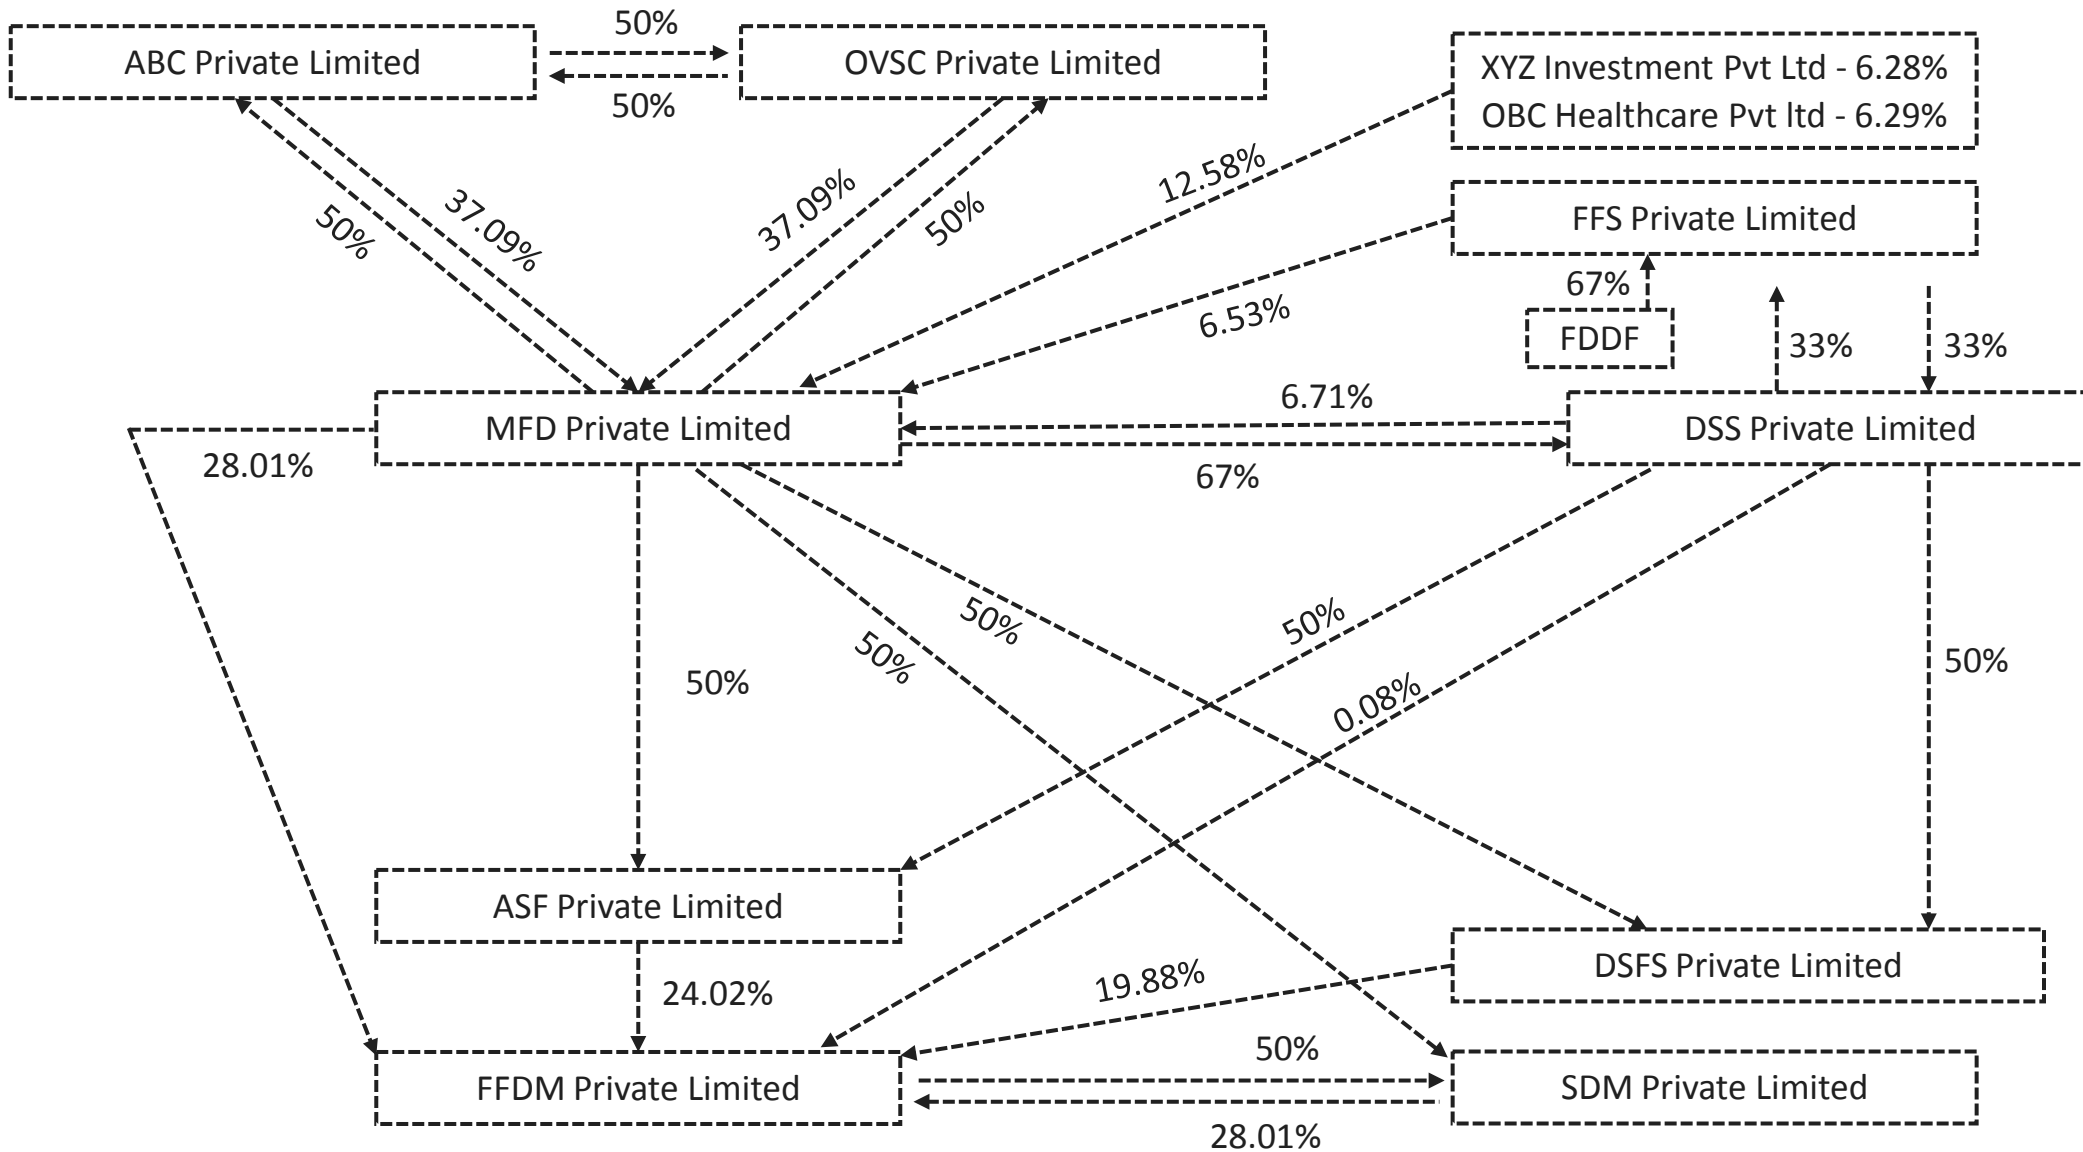 50%
ABC Private Limited
OVSC Private Limited
50%
XYZ Investment Pvt Ltd - 6.28%
OBC Healthcare Pvt ltd - 6.29%
12.58%
FFS Private Limited
37.09%
50%
37.09%
50%
67%
6.53%
FDDF
33%
33%
6.71%
MFD Private Limited
DSS Private Limited
28.01%
67%
50%
50%
50%
50%
50%
0.08%
ASF Private Limited
DSFS Private Limited
24.02%
19.88%
50%
FFDM Private Limited
SDM Private Limited
28.01%